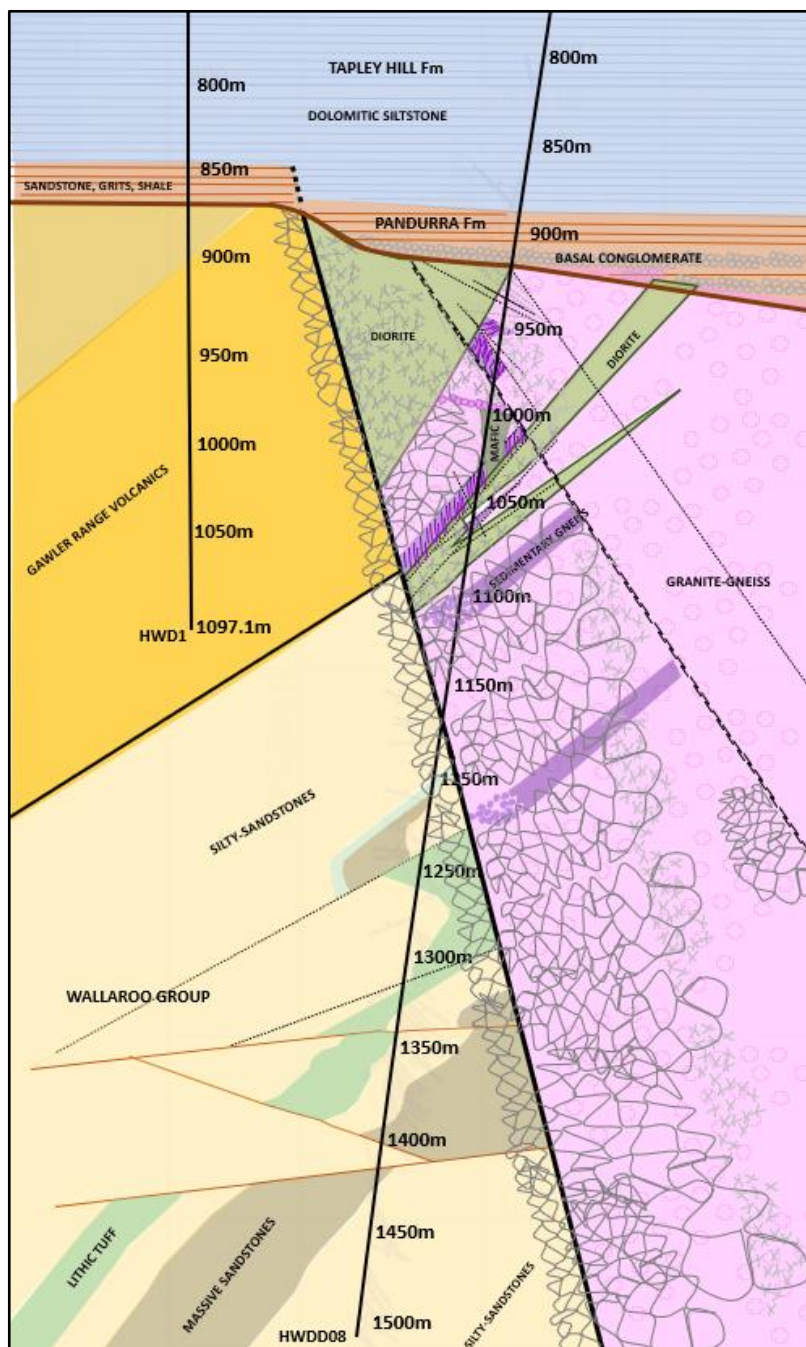 800m
TAPLEY HILL Fm
800m
DOLOMITIC SILTSTONE
850m
850m
SANDSTONE, GRITS, SHALE
PANDURRA Fm
900m
900m
BASAL CONGLOMERATE
950m
DIORITE
950m
DIORITE
1000m
MAFIC
1000m
GAWLER RANGE VOLCANICS
1050m
1050m
SEDIMENTARY GNEISS
GRANITE-GNEISS
1100m
HWD1
1097.1m
1150m
1250m
SILTY-SANDSTONES
1250m
1300m
WALLAROO GROUP
1350m
1400m
1450m
LITHIC TUFF
MASSIVE SANDSTONES
SILTY-SANDSTONES
1500m
HWDD08